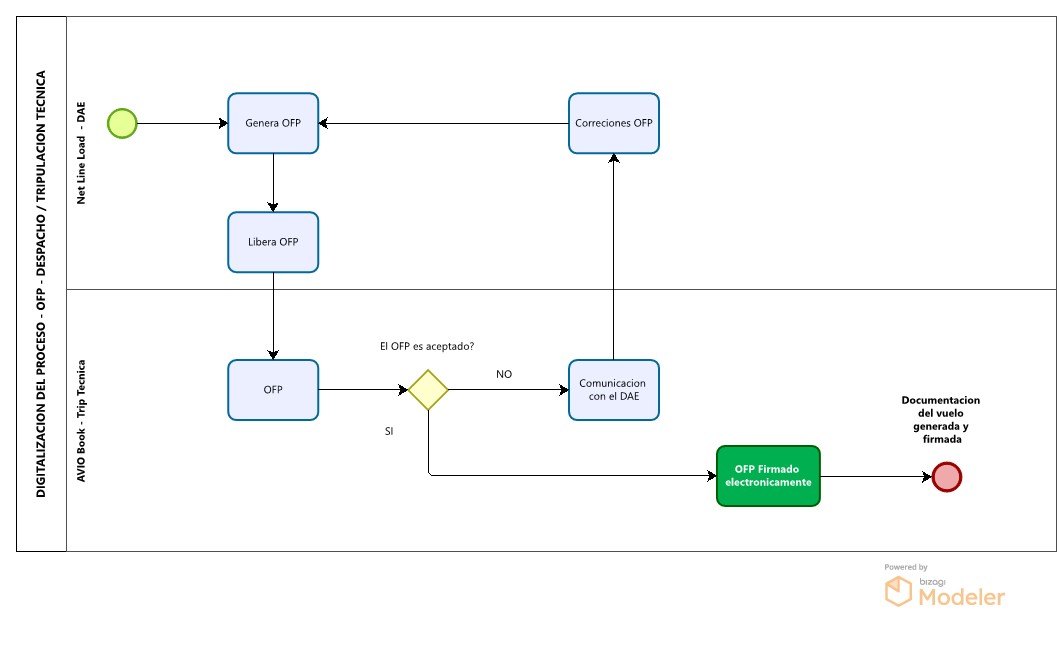 DIGITALIZACION DEL PROCESO - OFP - DESPACHO / TRIPULACION TECNICA
Net Line Load - DAE
Genera OFP
Correciones OFP
Libera OFP
AVIO Book - Trip Tecnica
El OFP es aceptado?
OFP
NO
Comunicacion
con el DAE
SI
OFP Firmado
electronicamente
Documentacion
del vuelo
generada y
firmada
Powered by
bizagi
Modeler